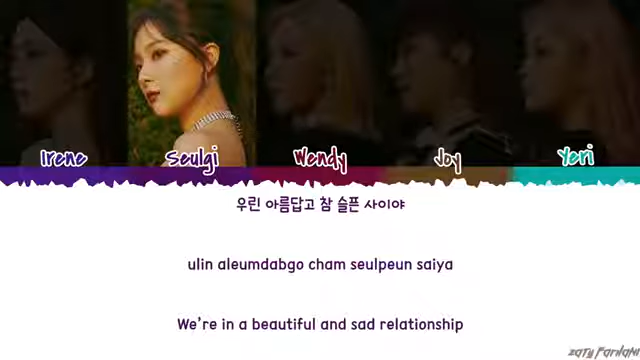 Irene Seulgi Wendy Joy Yeri
우린 아름답고 참 슬픈 사이야
ulin aleumdabgo cham seulpeun saiya
We're in a beautiful and sad relationship